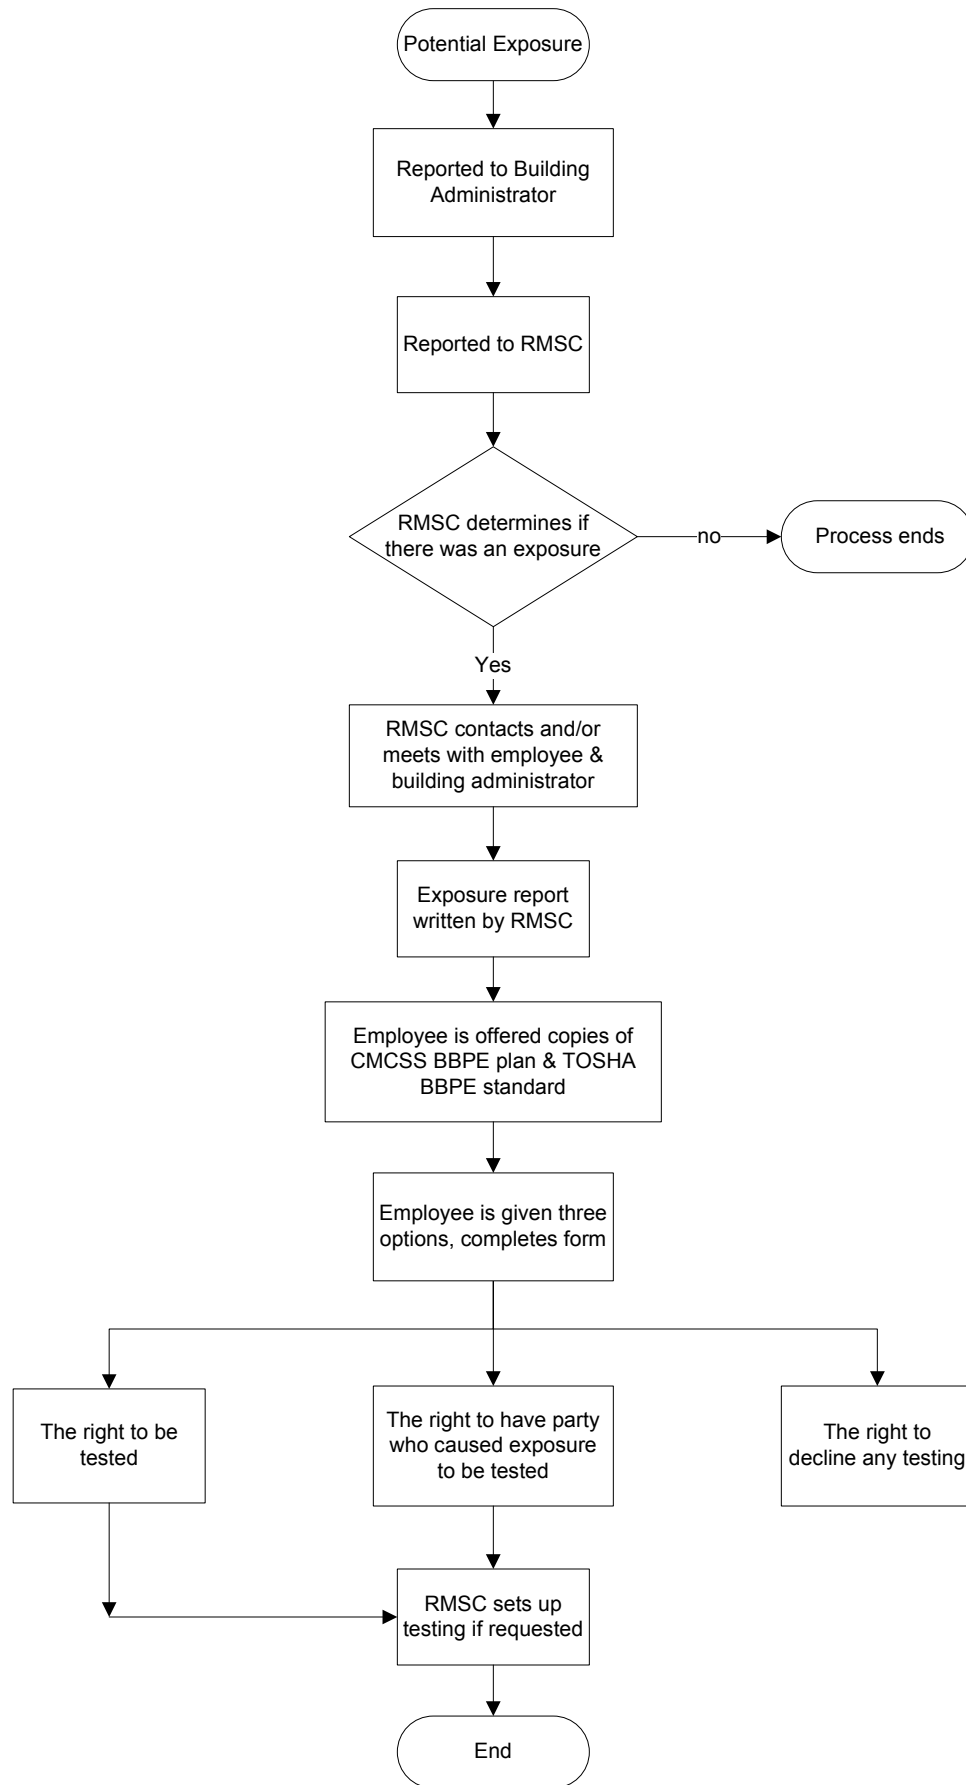 Potential Exposure
Reported to Building
Administrator
Reported to RMSC
RMSC determines if
there was an exposure
no
Process ends
Yes
RMSC contacts and/or
meets with employee &
building administrator
Exposure report
written by RMSC
Employee is offered copies of
CMCSS BBPE plan & TOSHA
BBPE standard
Employee is given three
options, completes form
The right to be
tested
The right to have party
who caused exposure
to be tested
The right to
decline any testing
RMSC sets up
testing if requested
End